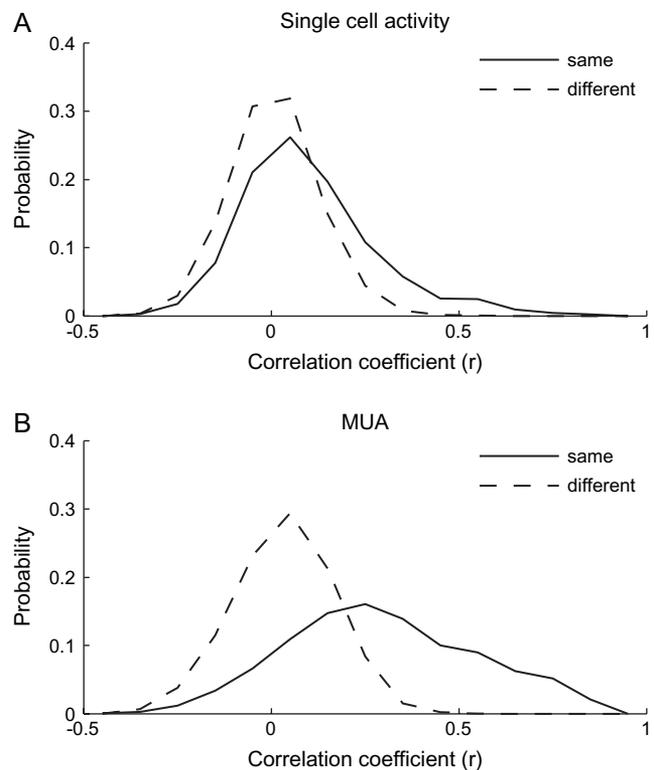 A
Single cell activity
0.4
0.3
0.2
0.1
0
Probability
same
different
-0.5
0
0.5
1
Correlation coefficient (r)
B
MUA
0.4
0.3
0.2
0.1
0
Probability
same
different
-0.5
0
0.5
1
Correlation coefficient (r)